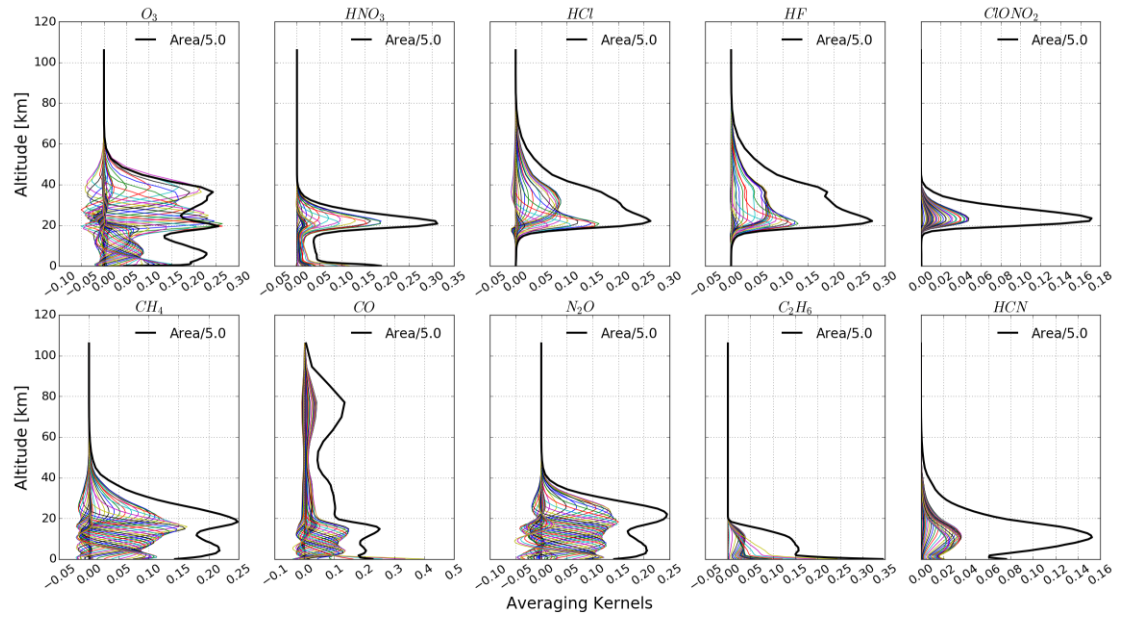 O3 HNO3 HCl HF ClONO2
120 Area/5.0 Area/5.0 Area/5.0 Area/5.0 Area/5.0
100
80
60
40
20
0
Altitude [km]
−0.10 −0.05 0.00 0.05 0.10 0.15 0.20 0.25 0.30
−0.05 0.00 0.05 0.10 0.15 0.20 0.25 0.30 0.35
−0.05 0.00 0.05 0.10 0.15 0.20 0.25 0.30
−0.05 0.00 0.05 0.10 0.15 0.20 0.25 0.30
0.00 0.02 0.04 0.06 0.08 0.10 0.12 0.14 0.16 0.18
CH4 CO N2O C2H6 HCN
120 Area/5.0 Area/5.0 Area/5.0 Area/5.0 Area/5.0
100
80
60
40
20
0
Altitude [km]
−0.05 0.00 0.05 0.10 0.15 0.20 0.25
−0.1 0.0 0.1 0.2 0.3 0.4 0.5
−0.10 −0.05 0.00 0.05 0.10 0.15 0.20 0.25
−0.05 0.00 0.05 0.10 0.15 0.20 0.25 0.30 0.35
0.00 0.02 0.04 0.06 0.08 0.10 0.12 0.14 0.16
Averaging Kernels